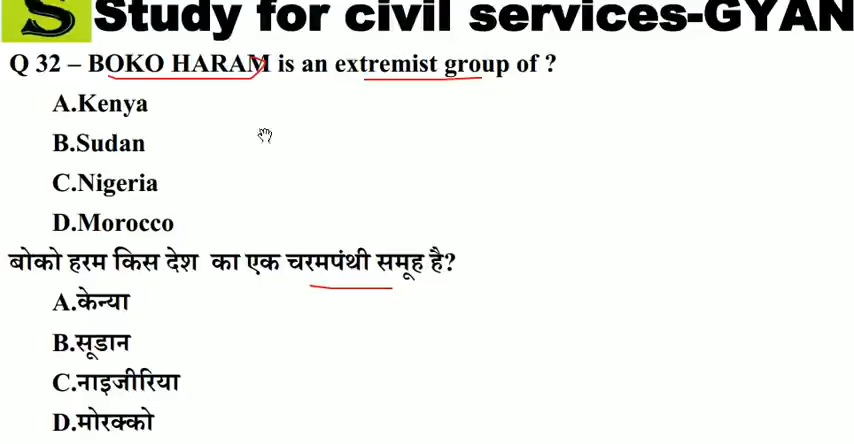 S Study for civil services-GYAN
Q 32 – BOKO HARAM is an extremist group of ?
A.Kenya
B.Sudan
C.Nigeria
D.Morocco
बोको हरम किस देश का एक चरमपंथी समूह है?
A.केन्या
B.सूडान
C.नाइजीरिया
D.मोरक्को